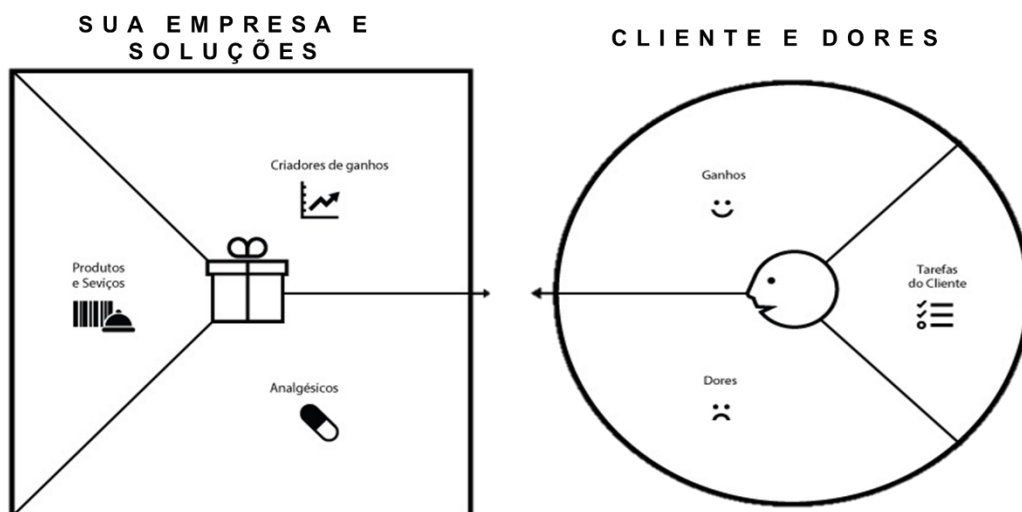 SUA EMPRESA E
SOLUÇÕES
Criadores de ganhos
Produtos
e Seviços
Analgésicos
CLIENTE E DORES
Ganhos
Tarefas
do Cliente
Dores